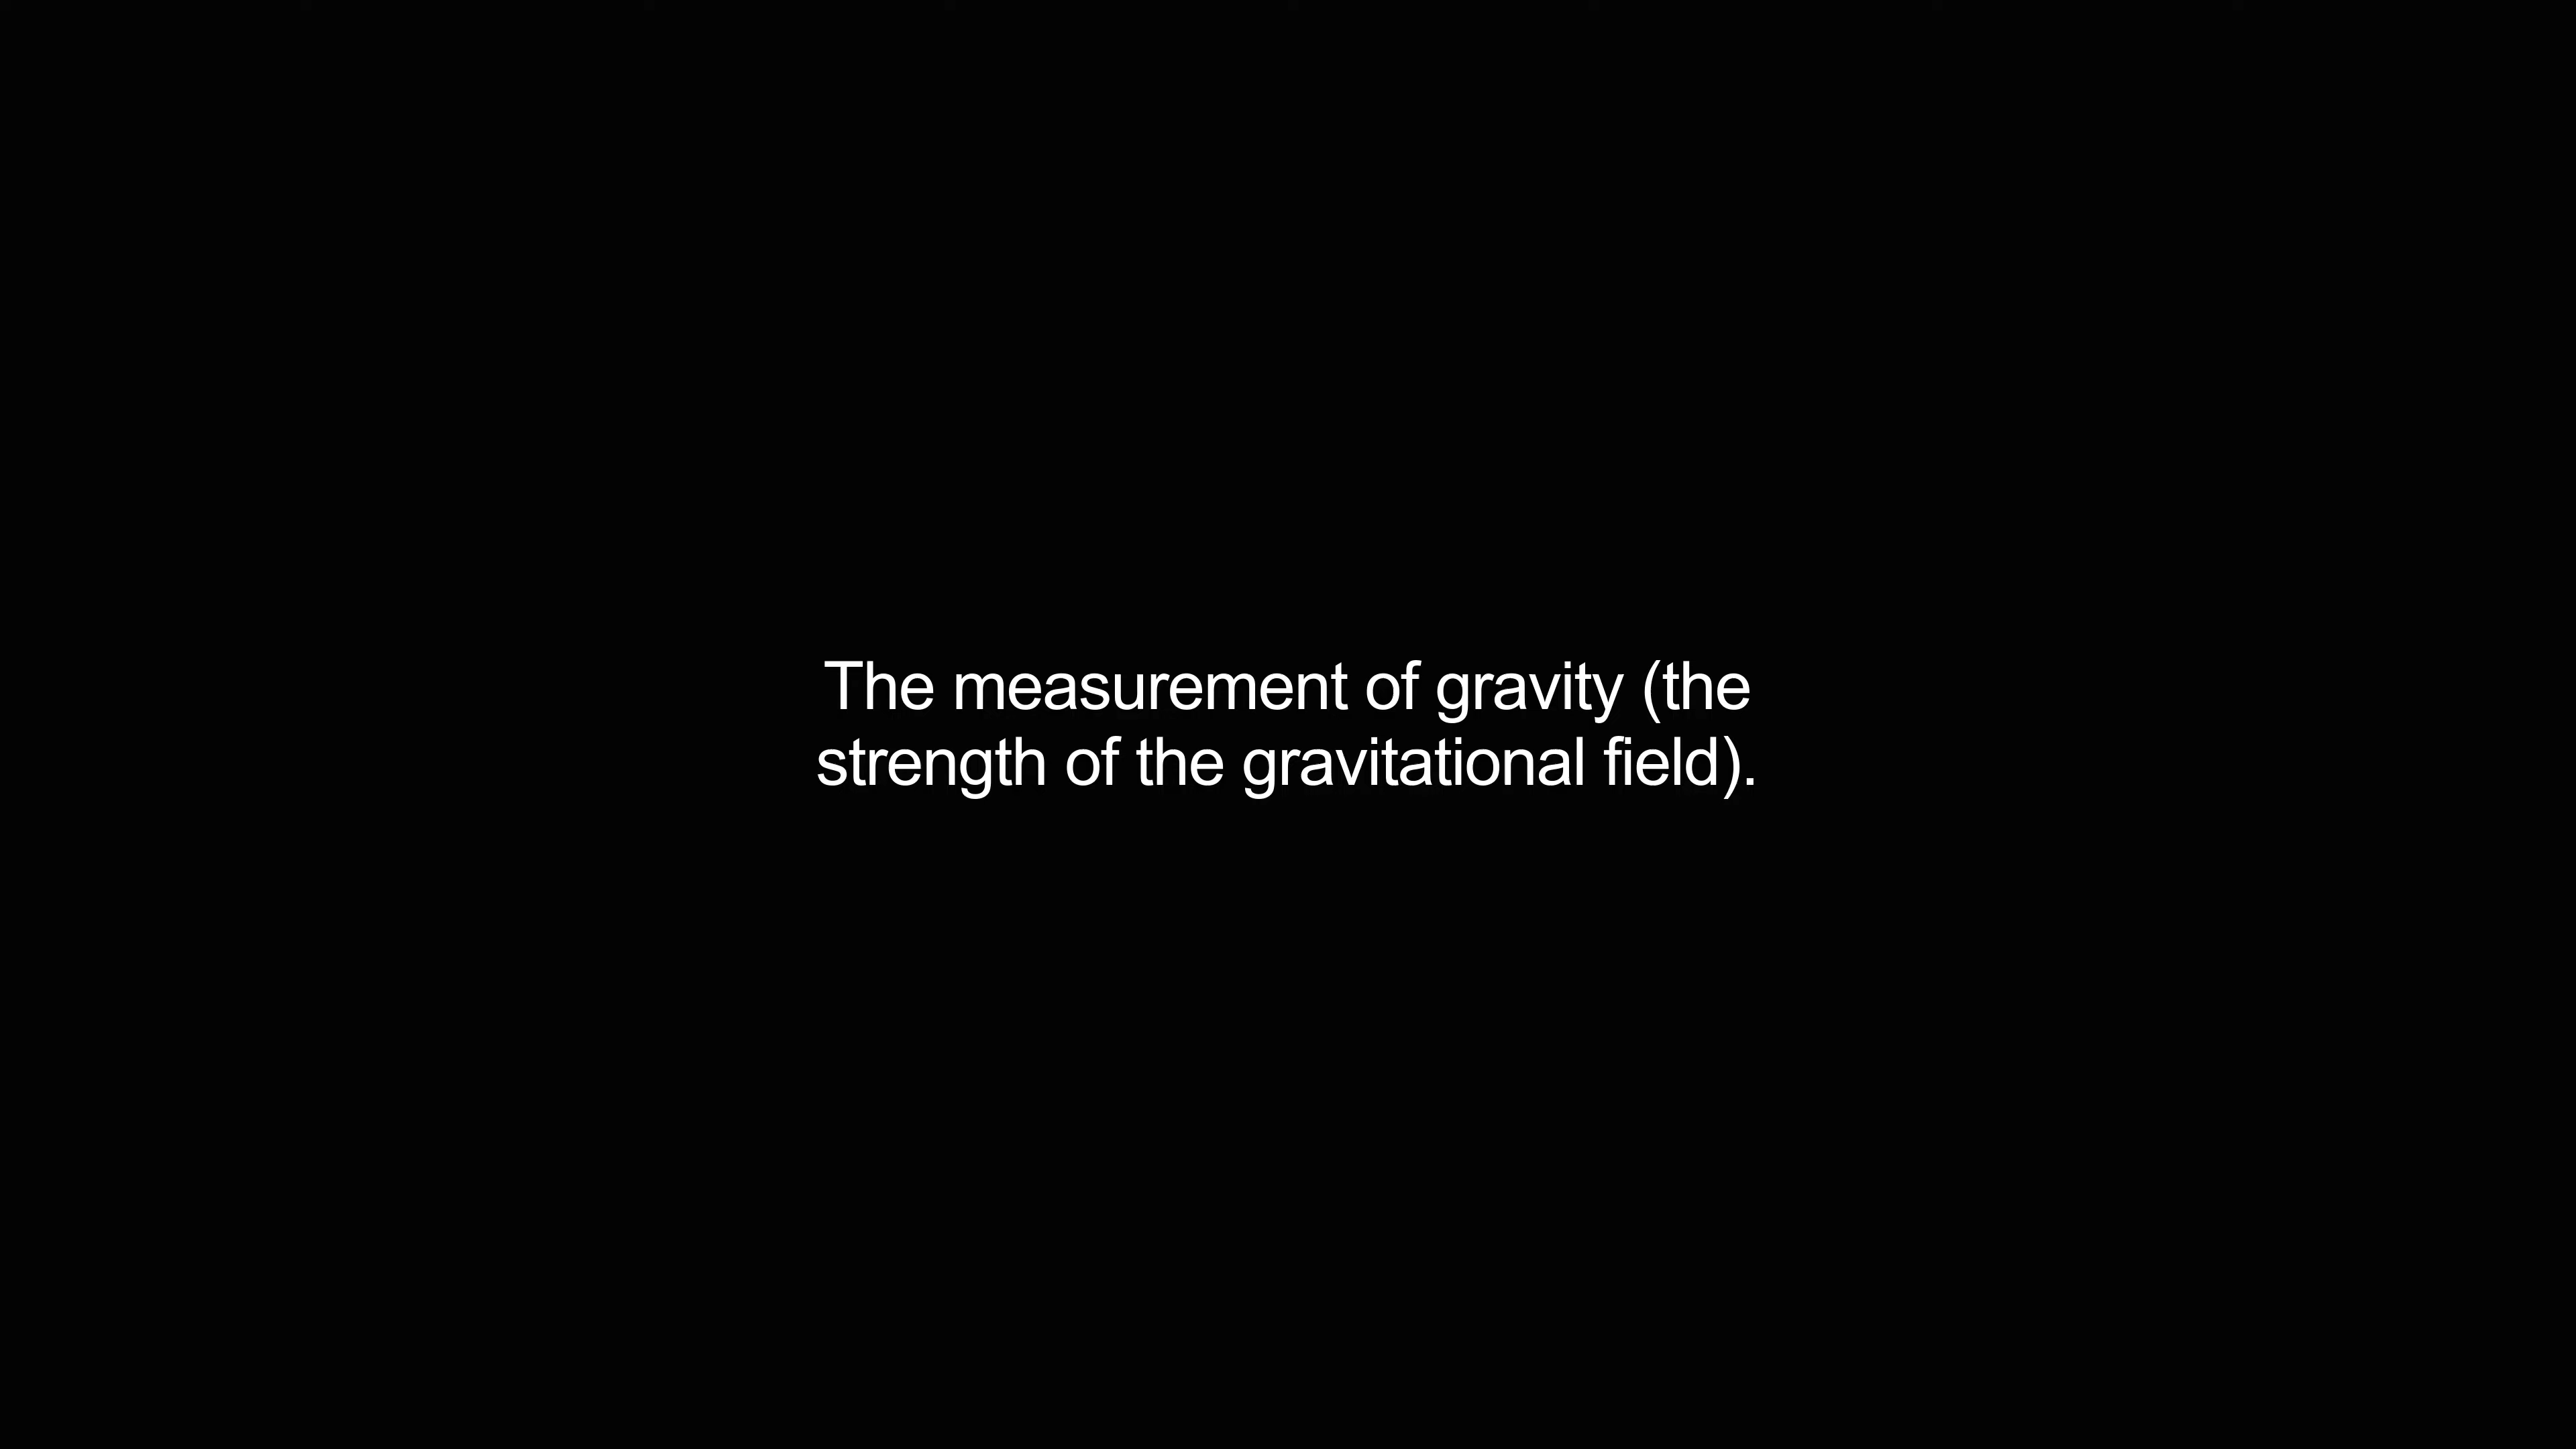 The measurement of gravity (the
strength of the gravitational field).